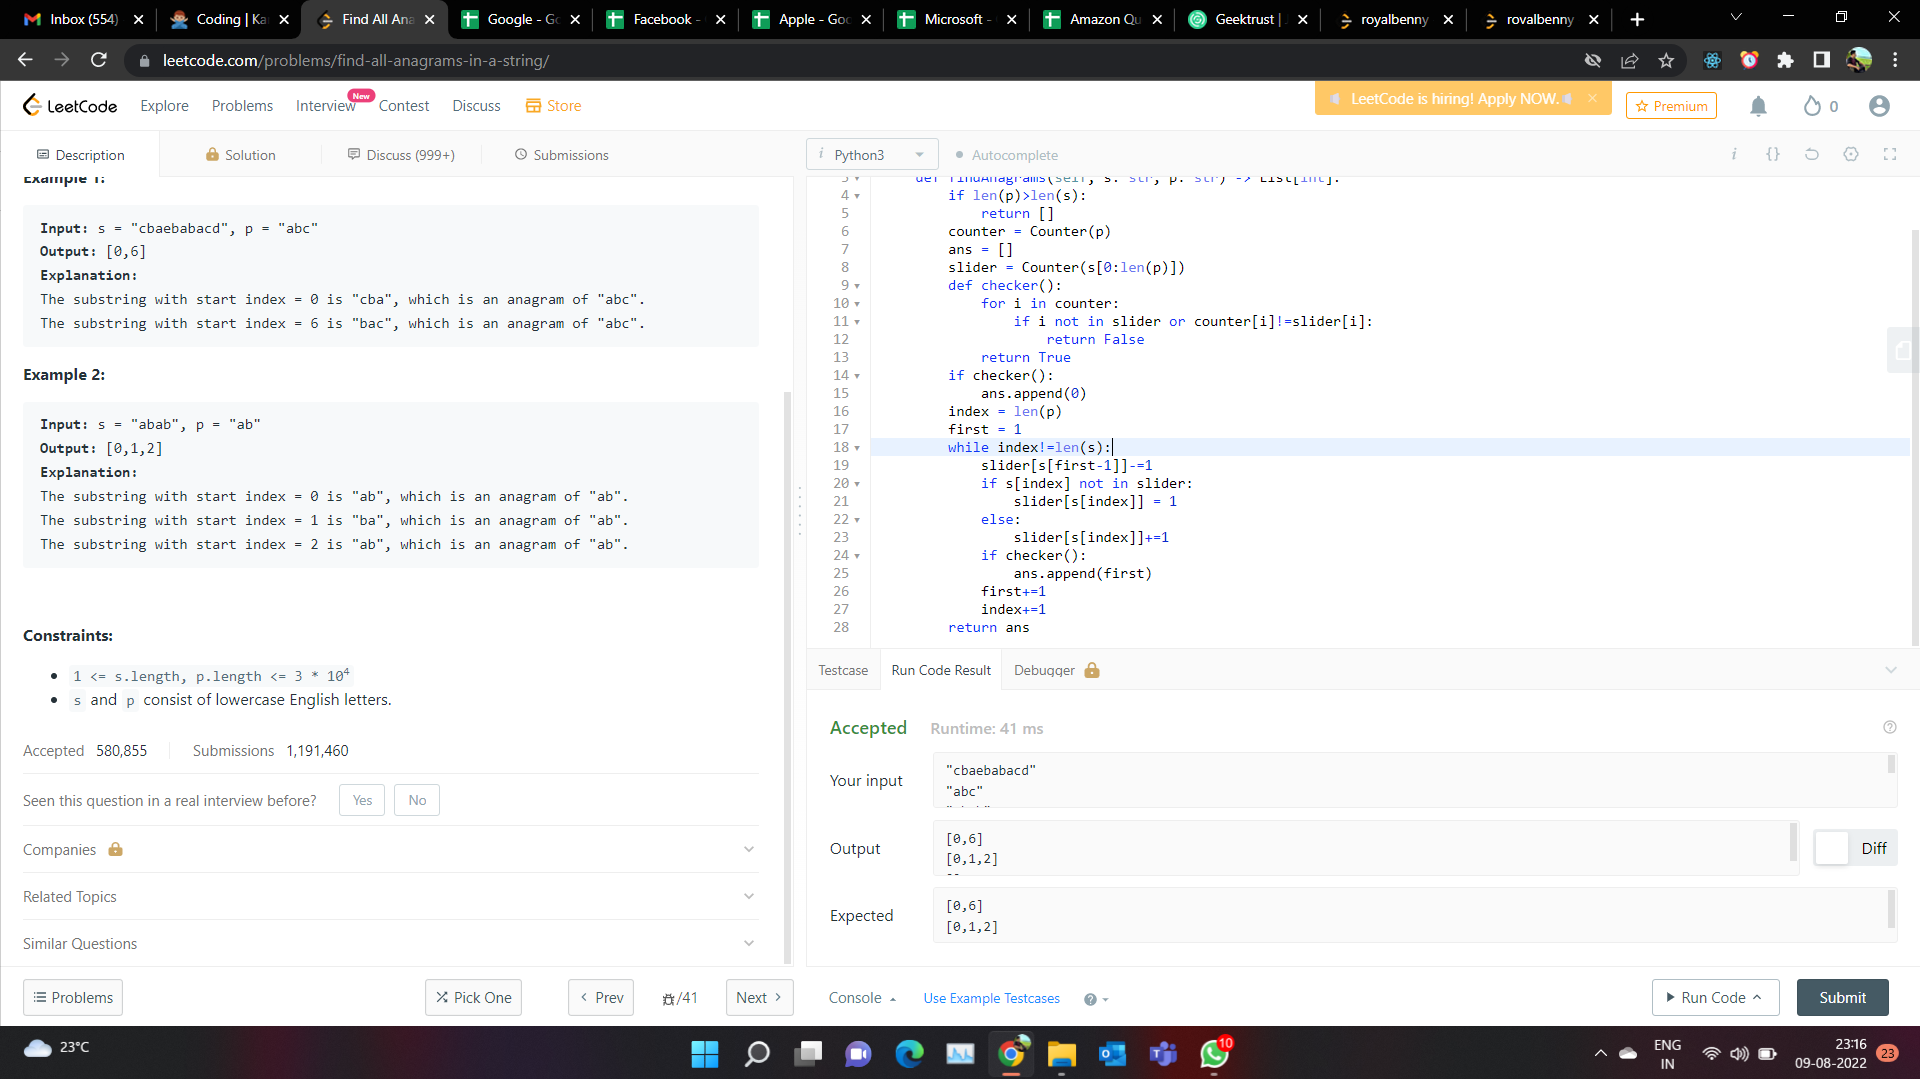 Inbox (554)
Coding | Ka
Find All Ana
Google - Go
Facebook -
Apple - Goo
Microsoft -
Amazon Qu
Geektrust |
royalbenny
royalbenny
leetcode.com/problems/find-all-anagrams-in-a-string/
LeetCode
Explore
Problems
Interview
New
Contest
Discuss
Store
LeetCode is hiring! Apply NOW.
Premium
0
Description
Solution
Discuss (999+)
Submissions
Example 1:
Input: s = "cbaebabacd", p = "abc"
Output: [0,6]
Explanation:
The substring with start index = 0 is "cba", which is an anagram of "abc".
The substring with start index = 6 is "bac", which is an anagram of "abc".
Example 2:
Input: s = "abab", p = "ab"
Output: [0,1,2]
Explanation:
The substring with start index = 0 is "ab", which is an anagram of "ab".
The substring with start index = 1 is "ba", which is an anagram of "ab".
The substring with start index = 2 is "ab", which is an anagram of "ab".
Constraints:
1 <= s.length, p.length <= 3 * 10⁴
s and p consist of lowercase English letters.
Accepted 580,855
Submissions 1,191,460
Seen this question in a real interview before?
Yes
No
Companies
Related Topics
Similar Questions
Problems
Pick One
Prev
/41
Next
i Python3
Autocomplete
i {}
3 def findAnagrams(self, s: str, p: str) -> List[int]:
4 if len(p)>len(s):
5 return []
6 counter = Counter(p)
7 ans = []
8 slider = Counter(s[0:len(p)])
9 def checker():
10 for i in counter:
11 if i not in slider or counter[i]!=slider[i]:
12 return False
13 return True
14 if checker():
15 ans.append(0)
16 index = len(p)
17 first = 1
18 while index!=len(s):
19 slider[s[first-1]]-=1
20 if s[index] not in slider:
21 slider[s[index]] = 1
22 else:
23 slider[s[index]]+=1
24 if checker():
25 ans.append(first)
26 first+=1
27 index+=1
28 return ans
Testcase
Run Code Result
Debugger
Accepted
Runtime: 41 ms
Your input
"cbaebabacd"
"abc"
Output
[0,6]
[0,1,2]
Diff
Expected
[0,6]
[0,1,2]
Console
Use Example Testcases
Run Code
Submit
23°C
10
ENG
IN
23:16
09-08-2022
23